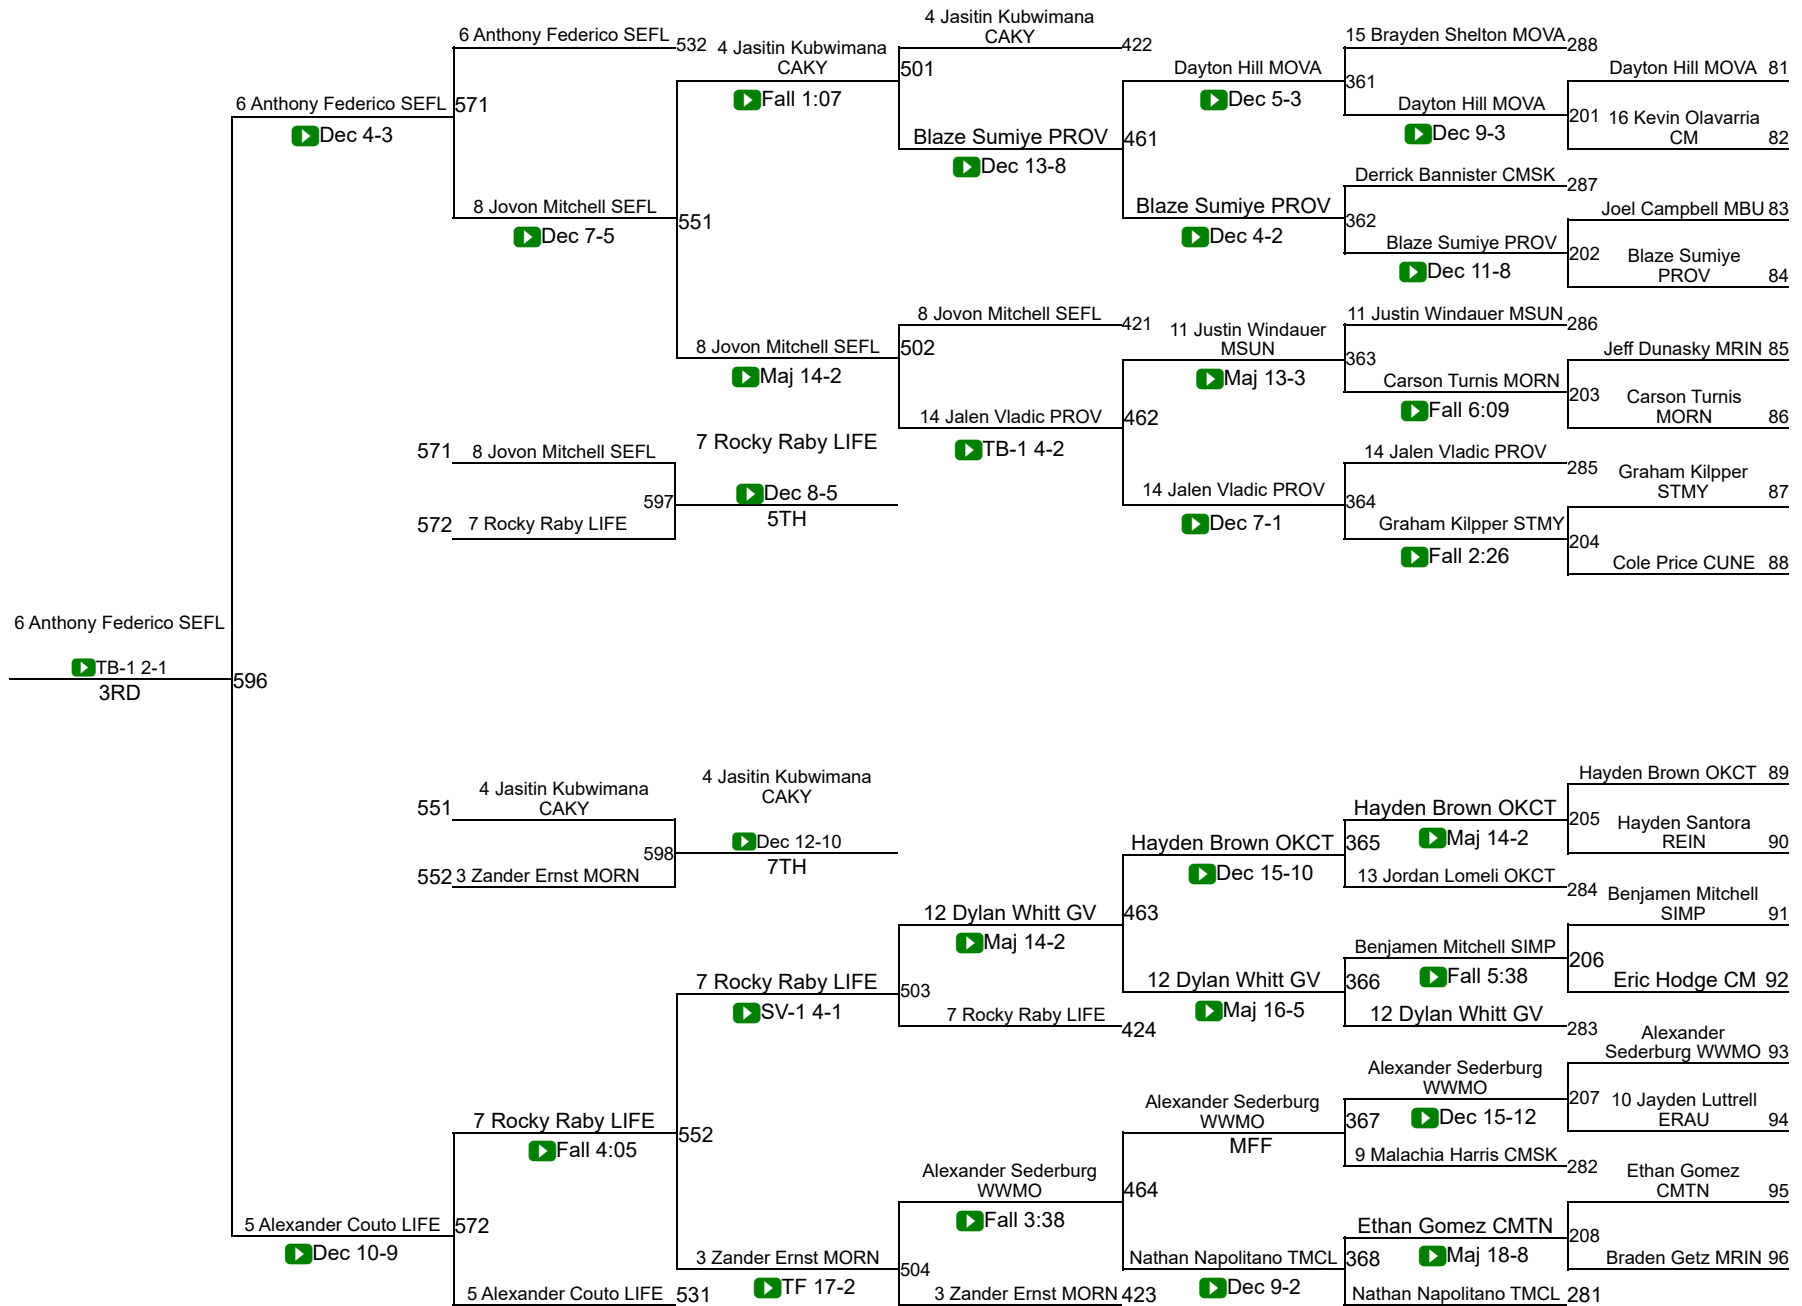 4 Jasitin Kubwimana
CAKY
422
6 Anthony Federico SEFL
532
4 Jasitin Kubwimana
CAKY
501
Fall 1:07
15 Brayden Shelton MOVA
288
Dayton Hill MOVA
Dec 5-3
361
Dayton Hill MOVA 81
Dayton Hill MOVA
Dec 9-3
201
16 Kevin Olavarria
CM 82
6 Anthony Federico SEFL
571
Dec 4-3
Blaze Sumiye PROV
461
Dec 13-8
Derrick Bannister CMSK
287
8 Jovon Mitchell SEFL
Dec 7-5
551
Blaze Sumiye PROV
Dec 4-2
362
Joel Campbell MBU 83
Blaze Sumiye PROV
Dec 11-8
202
Blaze Sumiye
PROV 84
8 Jovon Mitchell SEFL
421
11 Justin Windauer MSUN
286
8 Jovon Mitchell SEFL
502
Maj 14-2
11 Justin Windauer
MSUN
363
Maj 13-3
Jeff Dunasky MRIN 85
Carson Turnis MORN
Fall 6:09
203
Carson Turnis
MORN 86
14 Jalen Vladic PROV
462
TB-1 4-2
571
8 Jovon Mitchell SEFL
7 Rocky Raby LIFE
597
Dec 8-5
5TH
572
7 Rocky Raby LIFE
14 Jalen Vladic PROV
285
14 Jalen Vladic PROV
Dec 7-1
364
Graham Kilpper
STMY 87
Graham Kilpper STMY
Fall 2:26
204
Cole Price CUNE 88
6 Anthony Federico SEFL
TB-1 2-1
3RD
596
551
4 Jasitin Kubwimana
CAKY
4 Jasitin Kubwimana
CAKY
598
Dec 12-10
7TH
552
3 Zander Ernst MORN
Hayden Brown OKCT 89
Hayden Brown OKCT
Maj 14-2
205
Hayden Santora
REIN 90
Hayden Brown OKCT
365
Dec 15-10
13 Jordan Lomeli OKCT
284
12 Dylan Whitt GV
463
Maj 14-2
Benjamen Mitchell
SIMP 91
Benjamen Mitchell SIMP
Fall 5:38
206
Eric Hodge CM 92
7 Rocky Raby LIFE
503
SV-1 4-1
12 Dylan Whitt GV
366
Maj 16-5
7 Rocky Raby LIFE
424
12 Dylan Whitt GV
283
Alexander
Sederburg WWMO 93
Alexander Sederburg
WWMO
Dec 15-12
207
10 Jayden Luttrell
ERAU 94
7 Rocky Raby LIFE
552
Fall 4:05
Alexander Sederburg
WWMO
MFF
367
9 Malachia Harris CMSK
282
Alexander Sederburg
WWMO
464
Fall 3:38
Ethan Gomez
CMTN 95
5 Alexander Couto LIFE
572
Dec 10-9
Ethan Gomez CMTN
Maj 18-8
208
Braden Getz MRIN 96
3 Zander Ernst MORN
504
TF 17-2
Nathan Napolitano TMCL
368
Dec 9-2
5 Alexander Couto LIFE
531
3 Zander Ernst MORN
423
Nathan Napolitano TMCL
281